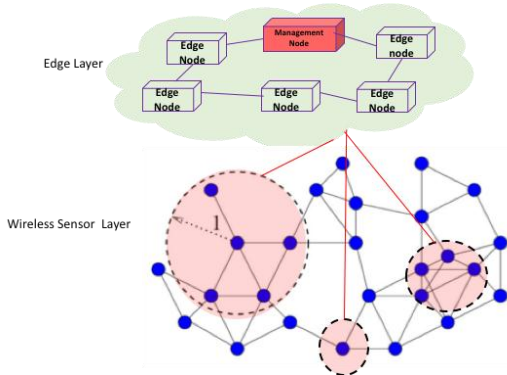 Management
Node
Edge
Node
Edge
node
Edge Layer
Edge
Node
Edge
Node
Edge
Node
Wireless Sensor Layer
1